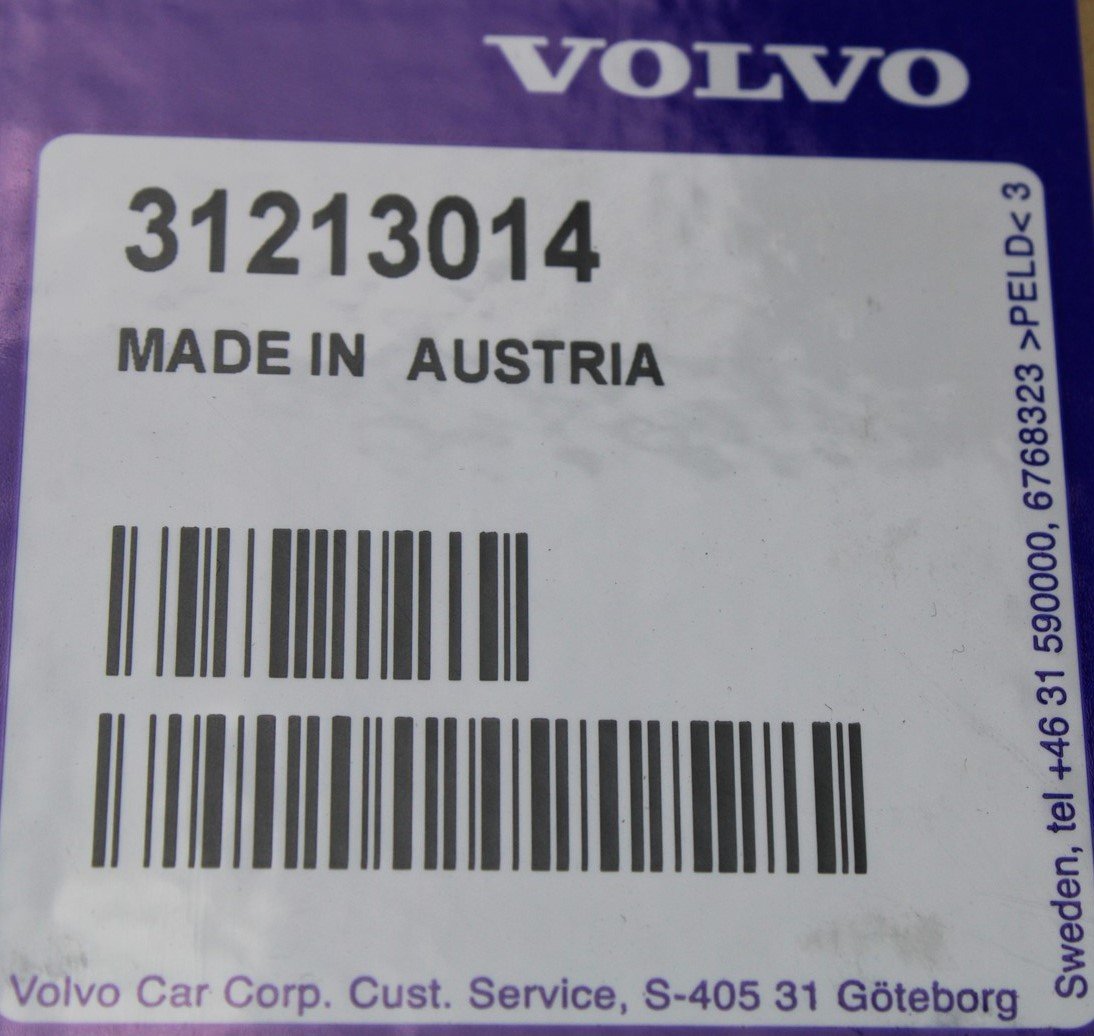 VOLVO
31213014
MADE IN AUSTRIA
Volvo Car Corp. Cust. Service, S-405 31 Göteborg
Sweden, tel +46 31 590000, 6768323 >PELD< 3